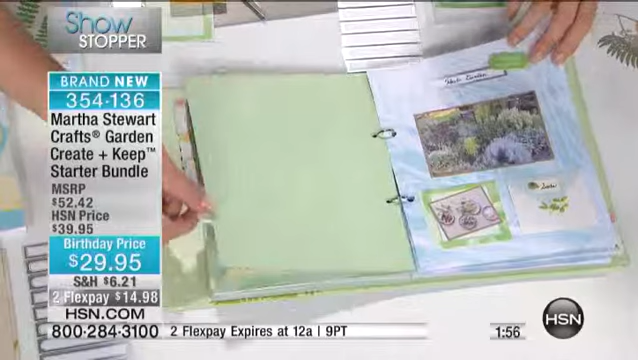 Show
STOPPER
BRAND NEW
354-136
Martha Stewart
Crafts® Garden
Create + Keep™
Starter Bundle
MSRP
$52.42
HSN Price
$39.95
Birthday Price
$29.95
S&H $6.21
2 Flexpay $14.98
HSN.COM
800-284-3100
2 Flexpay Expires at 12a | 9PT
1:56
HSN